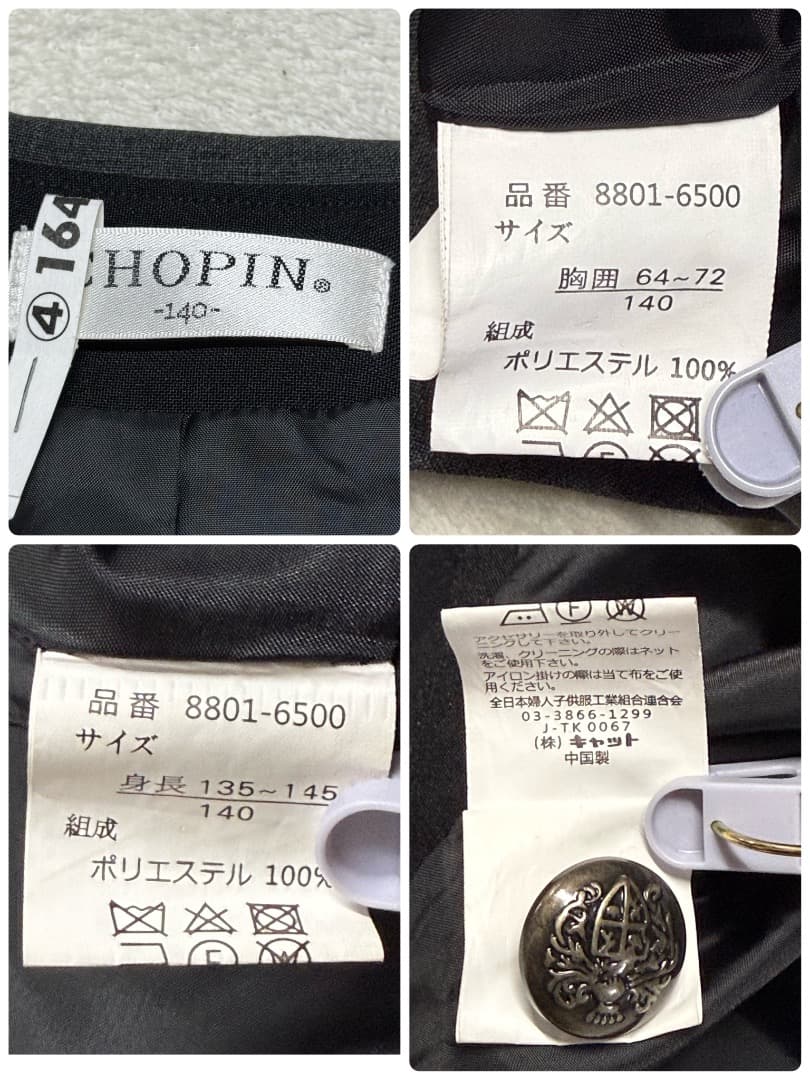 ④ 164
CHOPIN®
-140-
品番 8801-6500
サイズ
胸囲 64~72
140
組成
ポリエステル 100%
品番 8801-6500
サイズ
身長 135~145
140
組成
ポリエステル 100%
F W
アクセサリーを取り外してクリー
ニングして下さい。
洗濯、クリーニングの際はネット
をご使用下さい。
アイロン掛けの際は当て布をご使
用ください。
全日本婦人子供服工業組合連合会
03-3866-1299
J-TK0067
(株) キャット
中国製